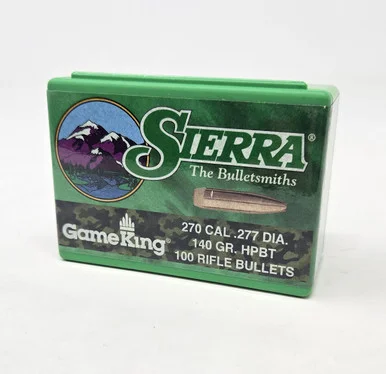 SIERRA®
The Bulletsmiths
GameKing®
270 CAL .277 DIA.
140 GR. HPBT
100 RIFLE BULLETS